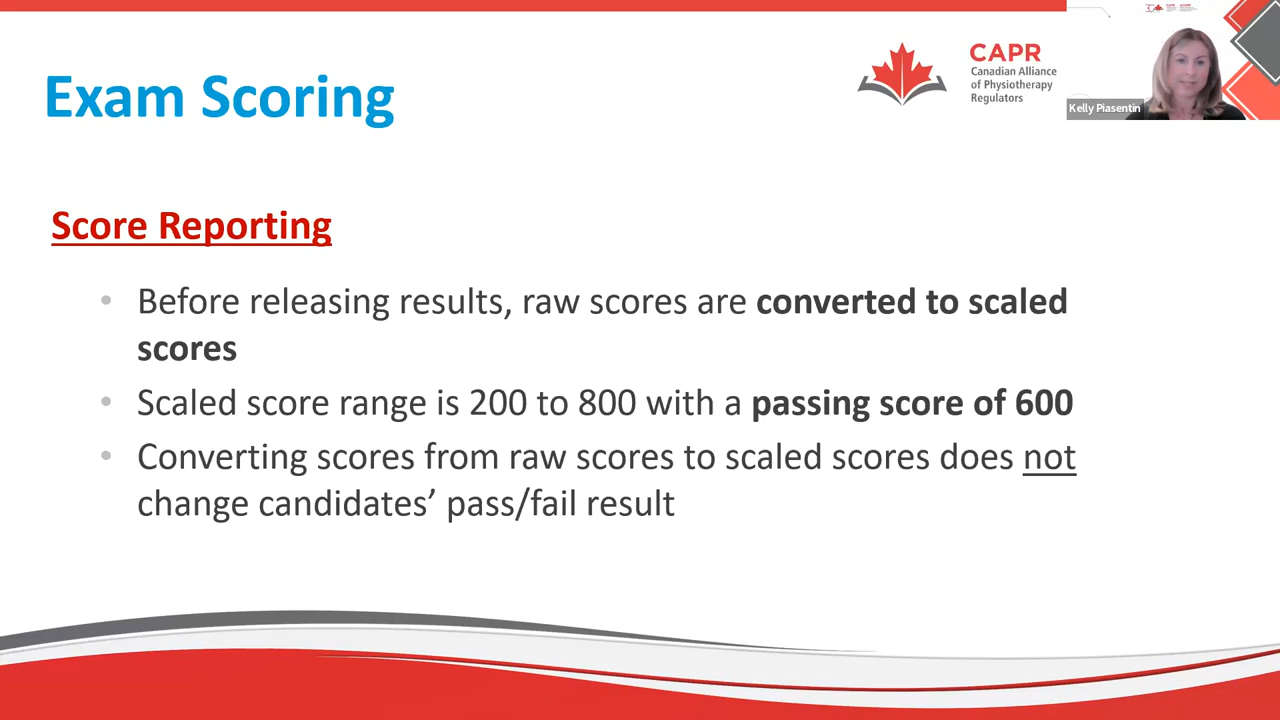 Exam Scoring
CAPR
Canadian Alliance
of Physiotherapy
Regulators
Kelly Piasentin
Score Reporting
• Before releasing results, raw scores are converted to scaled
scores
• Scaled score range is 200 to 800 with a passing score of 600
• Converting scores from raw scores to scaled scores does not
change candidates’ pass/fail result